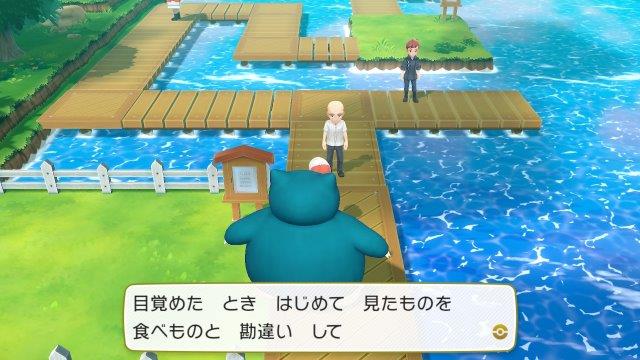 目覚めた　とき　はじめて　見たものを
食べものと　勘違い　して